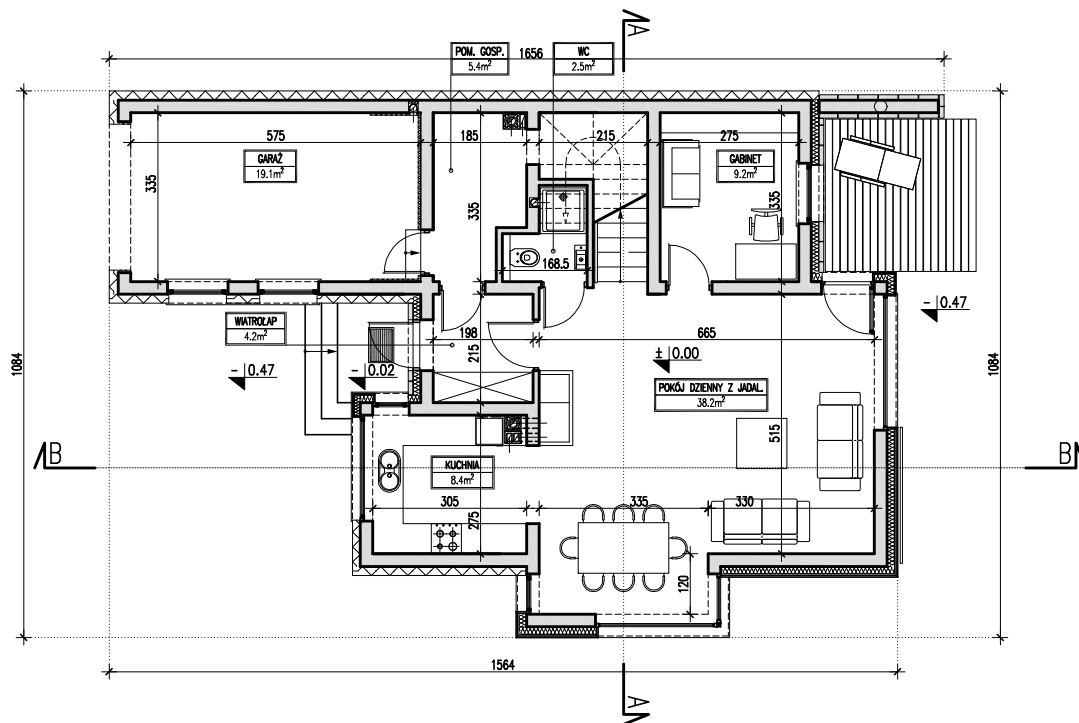 A
1656
POM. GOSP.
5.4m²
WC
2.5m²
575
185
215
275
GARAŻ
19.1m²
GABINET
9.2m²
335
335
335
168.5
WIATROŁAP
4.2m²
198
215
665
- 0.47
- 0.47
- 0.02
± 0.00
POKÓJ DZIENNY Z JADAL.
38.2m²
1084
1084
515
B
B
KUCHNIA
8.4m²
305
335
330
275
120
1564
A